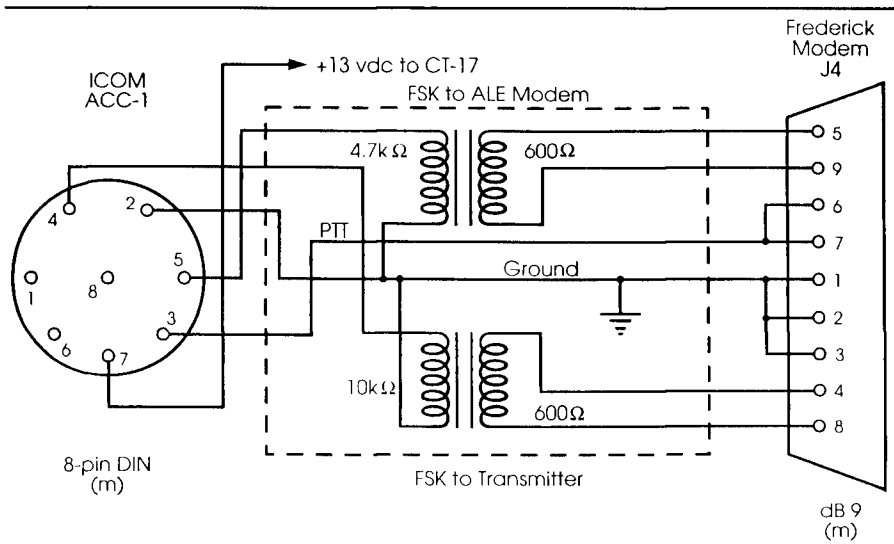 Frederick
Modem
J4
+13 vdc to CT-17
ICOM
ACC-1
FSK to ALE Modem
4.7kΩ
600Ω
5
9
6
7
1
2
3
4
8
4
2
5
1
8
3
6
7
PTT
Ground
10kΩ
600Ω
8-pin DIN
(m)
FSK to Transmitter
dB 9
(m)